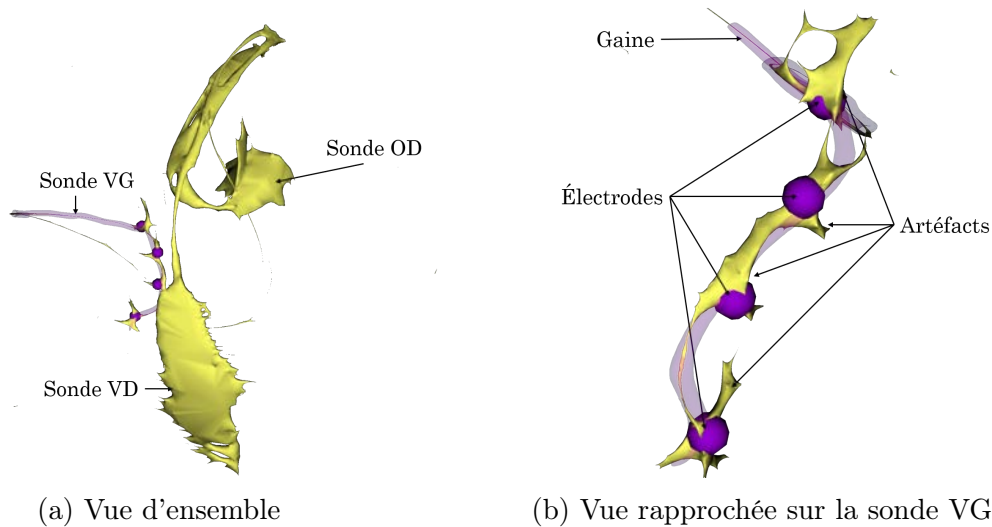 Sonde OD
Sonde VG
Sonde VD
(a) Vue d'ensemble
Gaine
Électrodes
Artéfacts
(b) Vue rapprochée sur la sonde VG